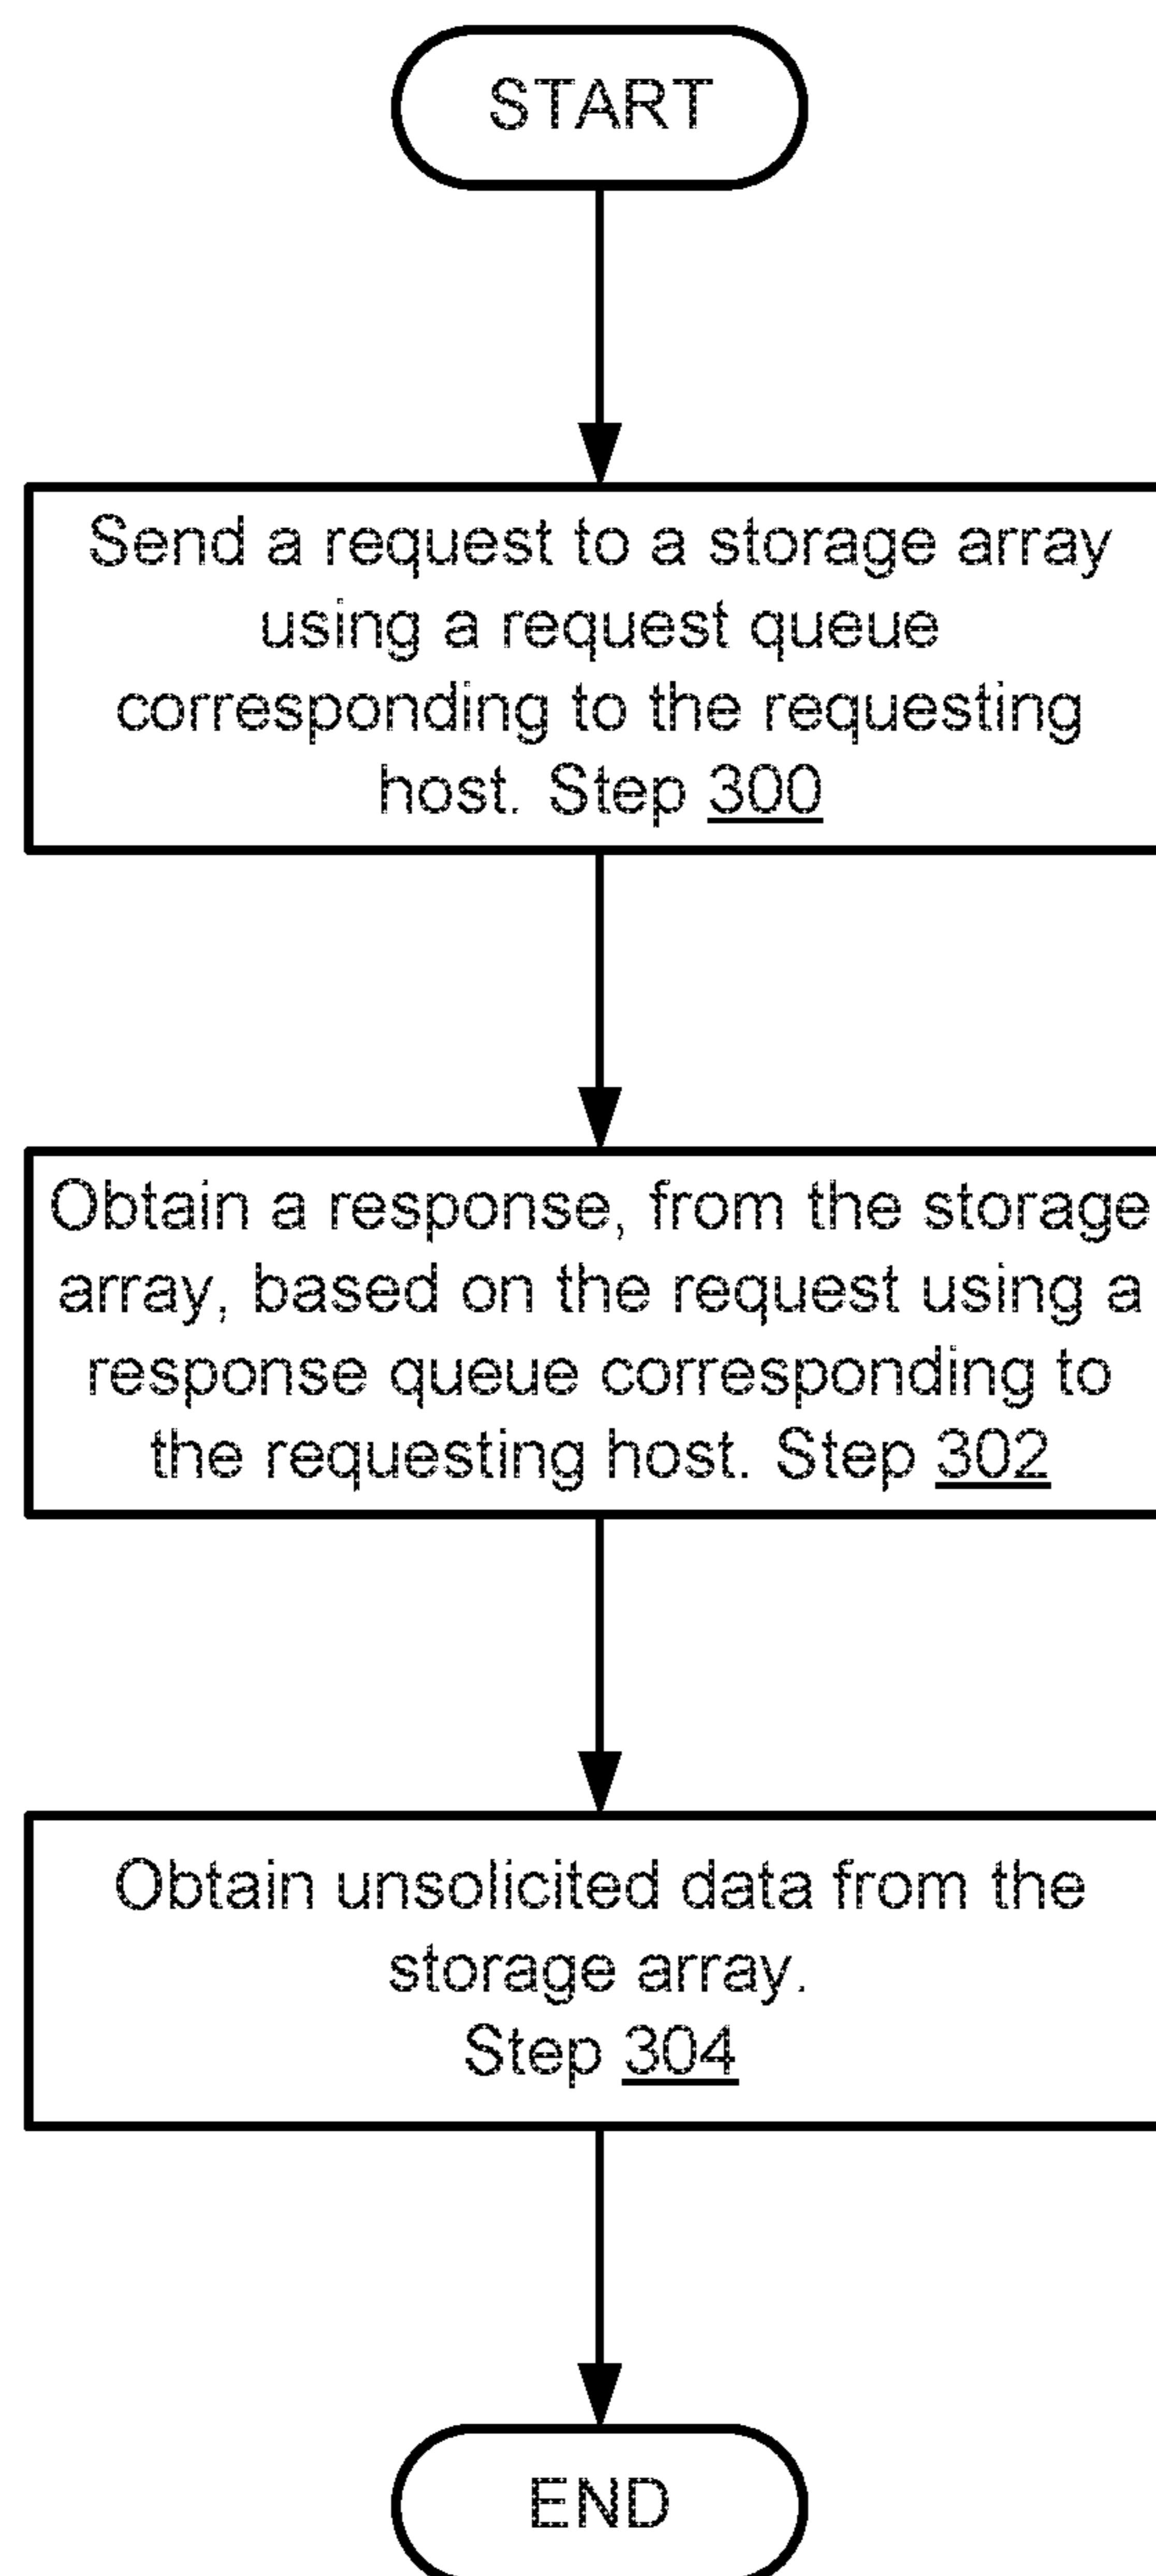 START
Send a request to a storage array
using a request queue
corresponding to the requesting
host. Step 300
Obtain a response, from the storage
array, based on the request using a
response queue corresponding to
the requesting host. Step 302
Obtain unsolicited data from the
storage array.
Step 304
END